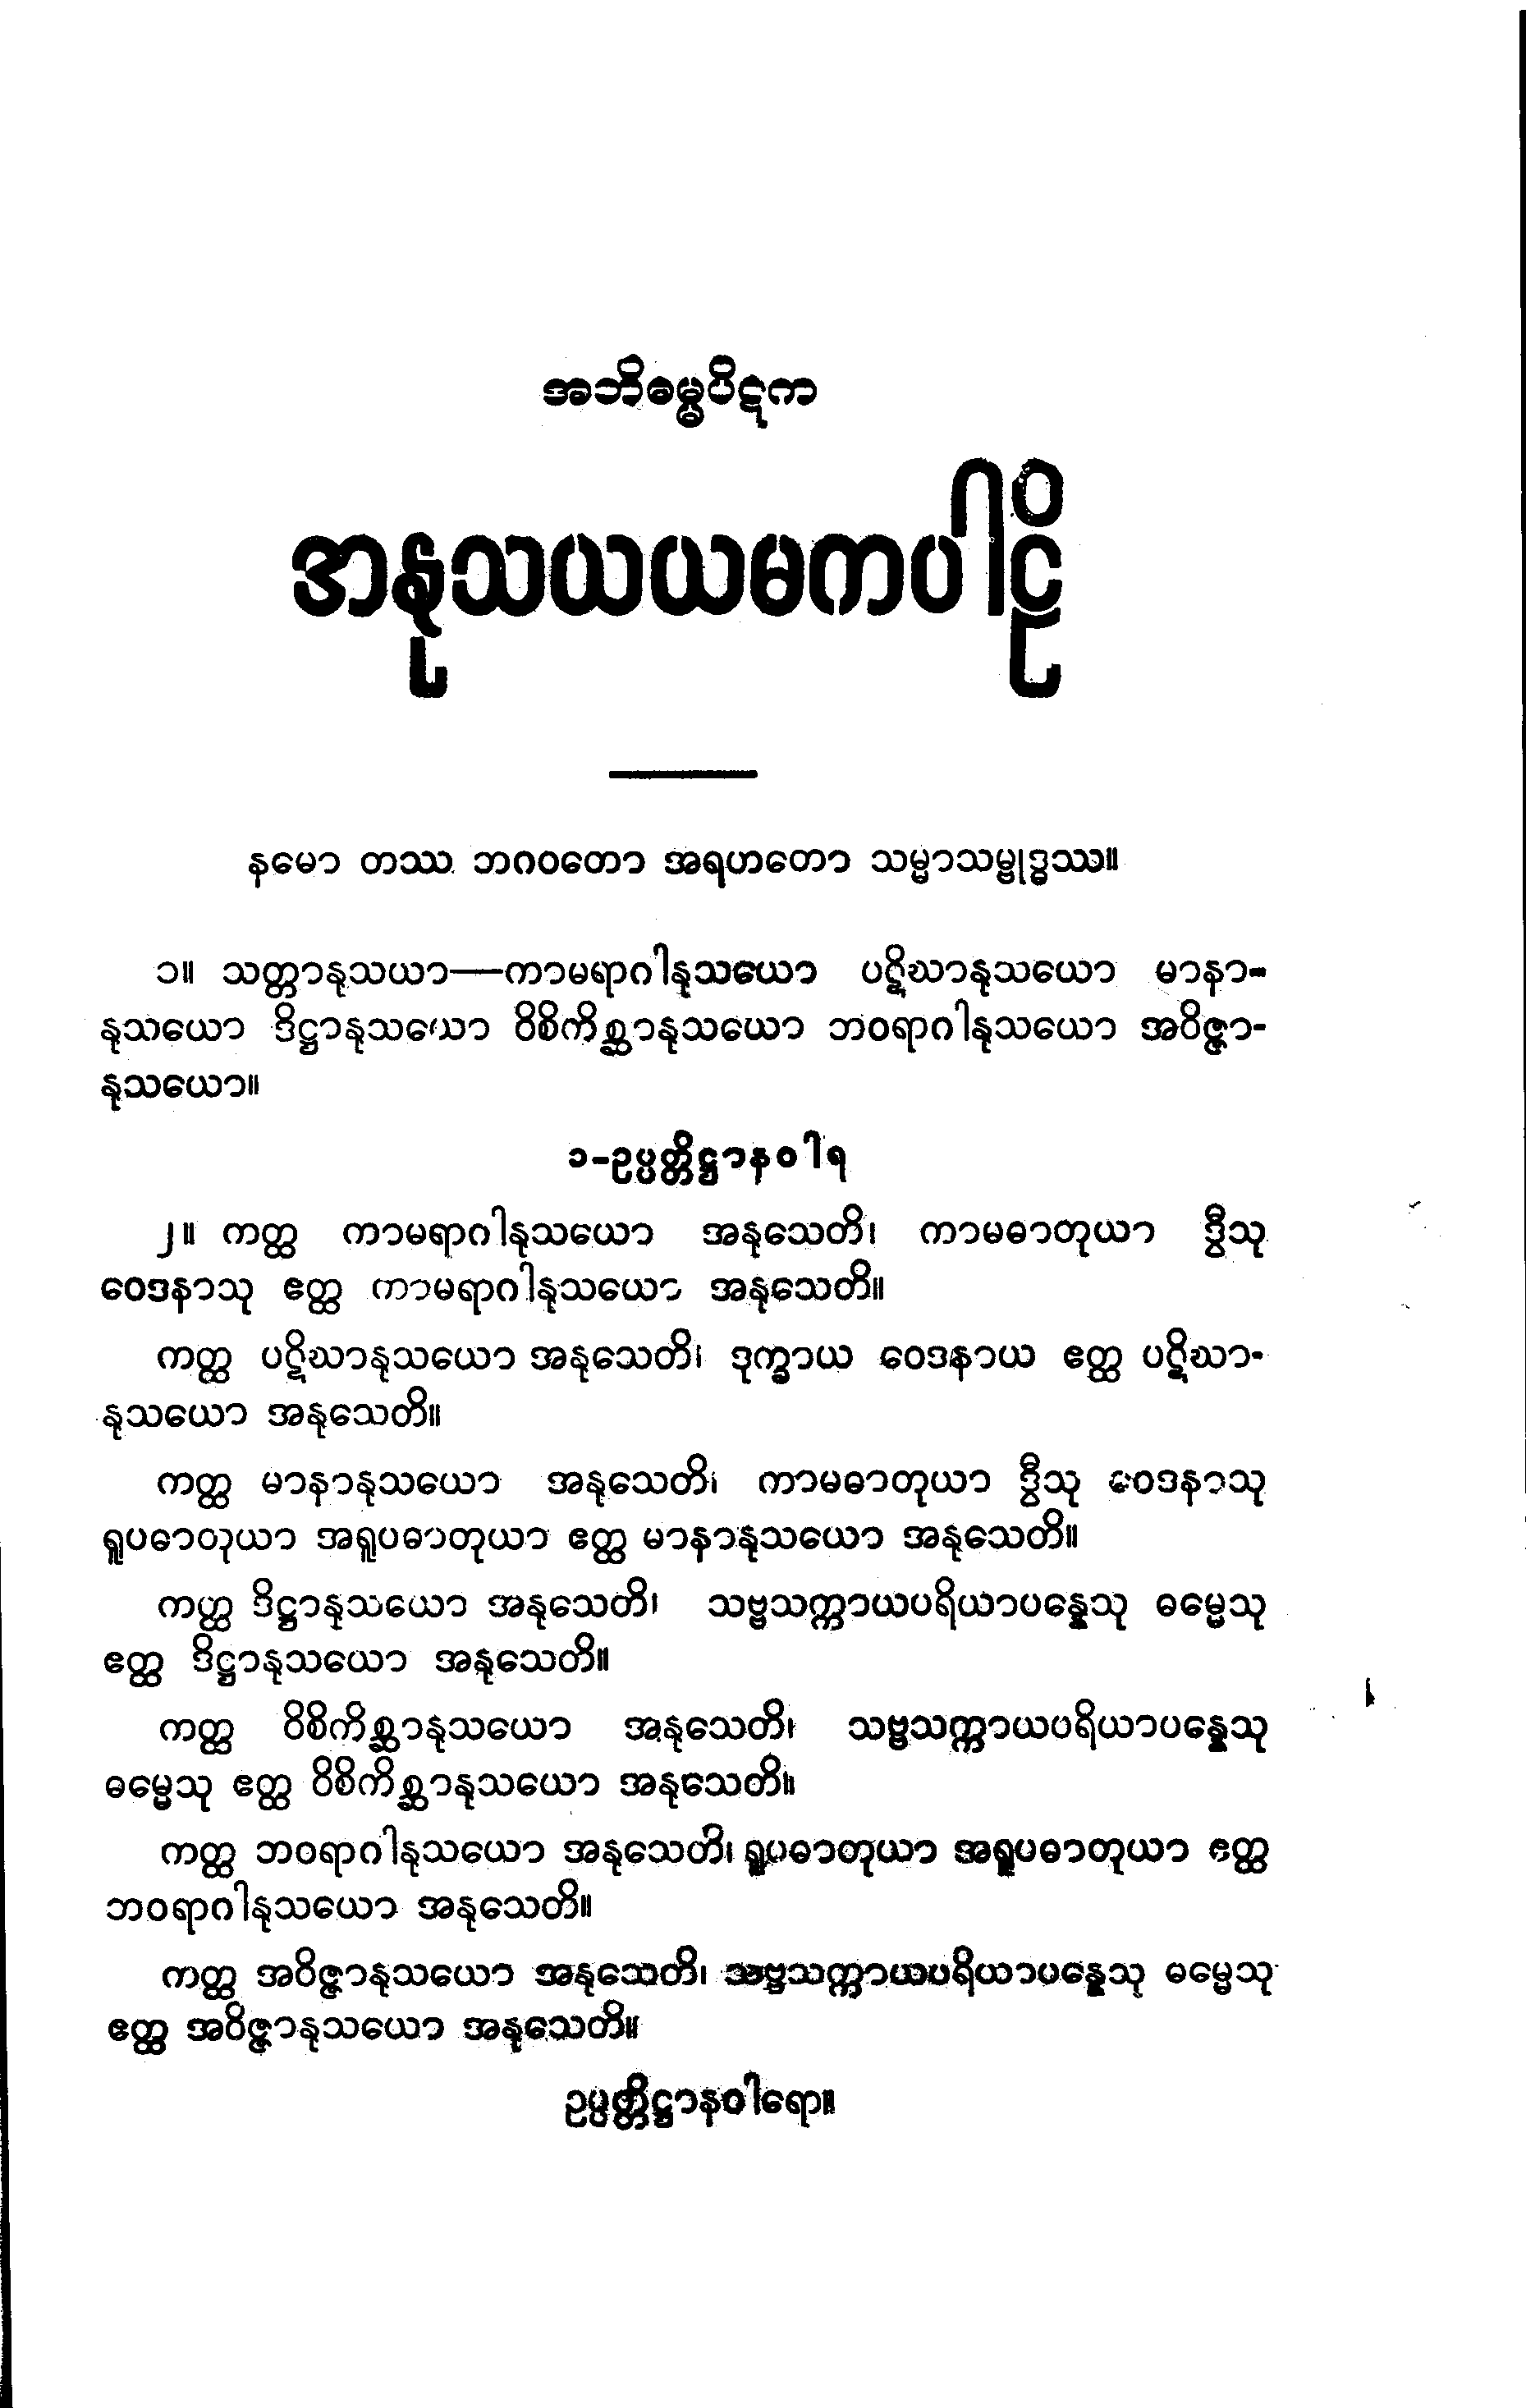 အဘိဓမ္မပိဋက
အနုသယယမကပါဠိ
နမော တဿ ဘဂဝတော အရဟတော သမ္မာသမ္ဗုဒ္ဓဿ။
၁။ သတ္တာနုသယာ—ကာမရာဂါနုသယော ပဋိဃာနုသယော မာနာ-
နုသယော ဒိဋ္ဌာနုသယော ဝိစိကိစ္ဆာနုသယော ဘဝရာဂါနုသယော အဝိဇ္ဇာ-
နုသယော။
၁-ဥပ္ပတ္တိဋ္ဌာနဝါရ
၂။ ကတ္ထ ကာမရာဂါနုသယော အနုသေတိ၊ ကာမဓာတုယာ ဒွီသု
ဝေဒနာသု ဧတ္ထ ကာမရာဂါနုသယော အနုသေတိ။
ကတ္ထ ပဋိဃာနုသယော အနုသေတိ၊ ဒုက္ခာယ ဝေဒနာယ ဧတ္ထ ပဋိဃာ-
နုသယော အနုသေတိ။
ကတ္ထ မာနာနုသယော အနုသေတိ၊ ကာမဓာတုယာ ဒွီသု ဝေဒနာသု
ရူပဓာတုယာ အရူပဓာတုယာ ဧတ္ထ မာနာနုသယော အနုသေတိ။
ကတ္ထ ဒိဋ္ဌာနုသယော အနုသေတိ၊ သဗ္ဗသက္ကာယပရိယာပန္နေသု ဓမ္မေသု
ဧတ္ထ ဒိဋ္ဌာနုသယော အနုသေတိ။
ကတ္ထ ဝိစိကိစ္ဆာနုသယော အနုသေတိ၊ သဗ္ဗသက္ကာယပရိယာပန္နေသု
ဓမ္မေသု ဧတ္ထ ဝိစိကိစ္ဆာနုသယော အနုသေတိ။
ကတ္ထ ဘဝရာဂါနုသယော အနုသေတိ၊ ရူပဓာတုယာ အရူပဓာတုယာ ဧတ္ထ
ဘဝရာဂါနုသယော အနုသေတိ။
ကတ္ထ အဝိဇ္ဇာနုသယော အနုသေတိ၊ သဗ္ဗသက္ကာယပရိယာပန္နေသု ဓမ္မေသု
ဧတ္ထ အဝိဇ္ဇာနုသယော အနုသေတိ။
ဥပ္ပတ္တိဋ္ဌာနဝါရော။